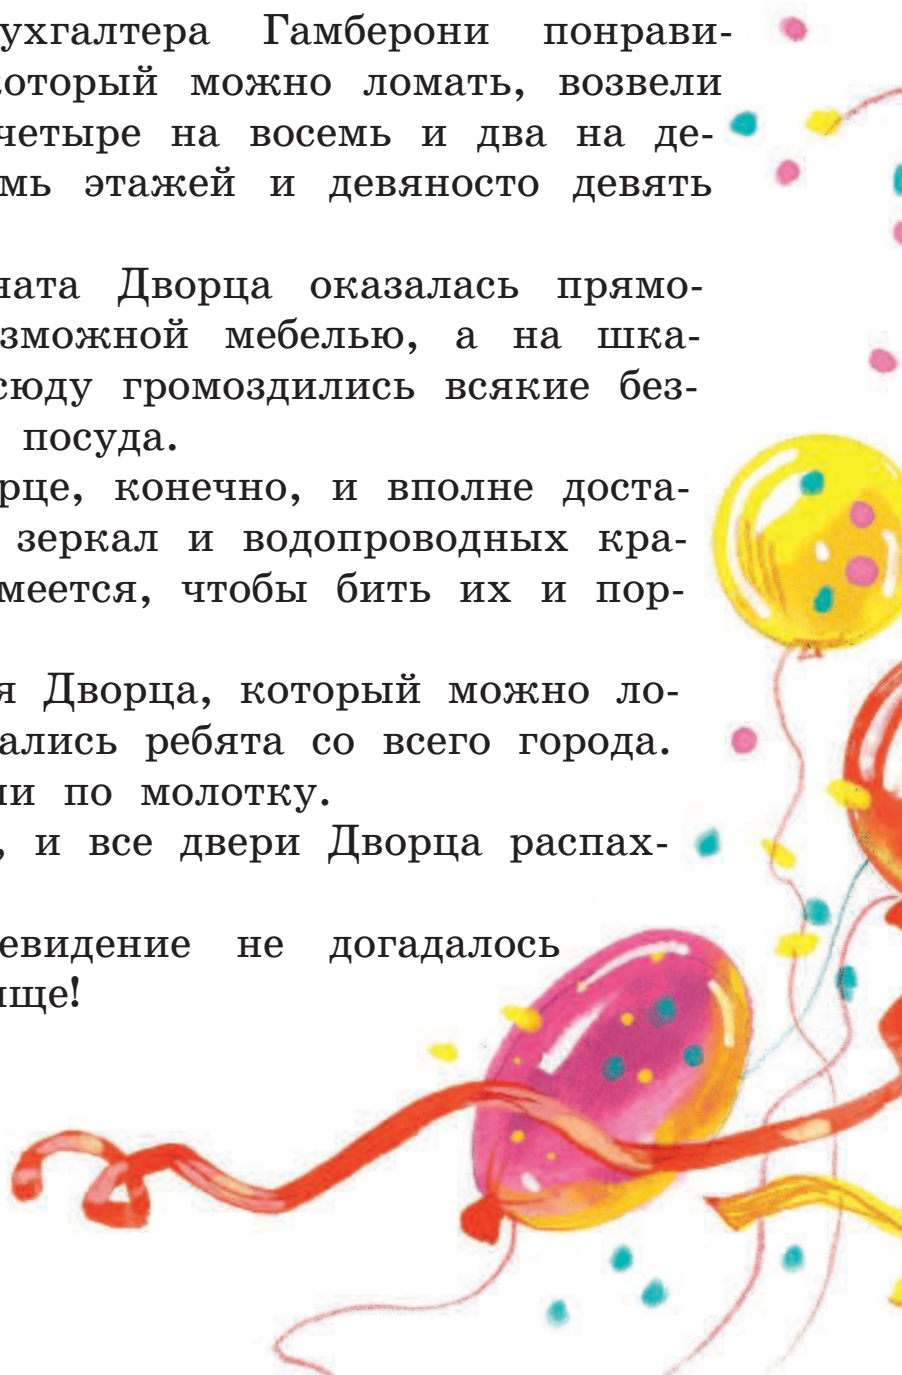 ухгалтера Гамберони понрави-
который можно ломать, возвели
четыре на восемь и два на де-
мь этажей и девяносто девять
ната Дворца оказалась прямо-
зможной мебелью, а на шка-
сюду громоздились всякие без-
посуда.
рце, конечно, и вполне доста-
зеркал и водопроводных кра-
меется, чтобы бить их и пор-
я Дворца, который можно ло-
ались ребята со всего города.
ли по молотку.
, и все двери Дворца распах-
евидение не догадалось
ище!